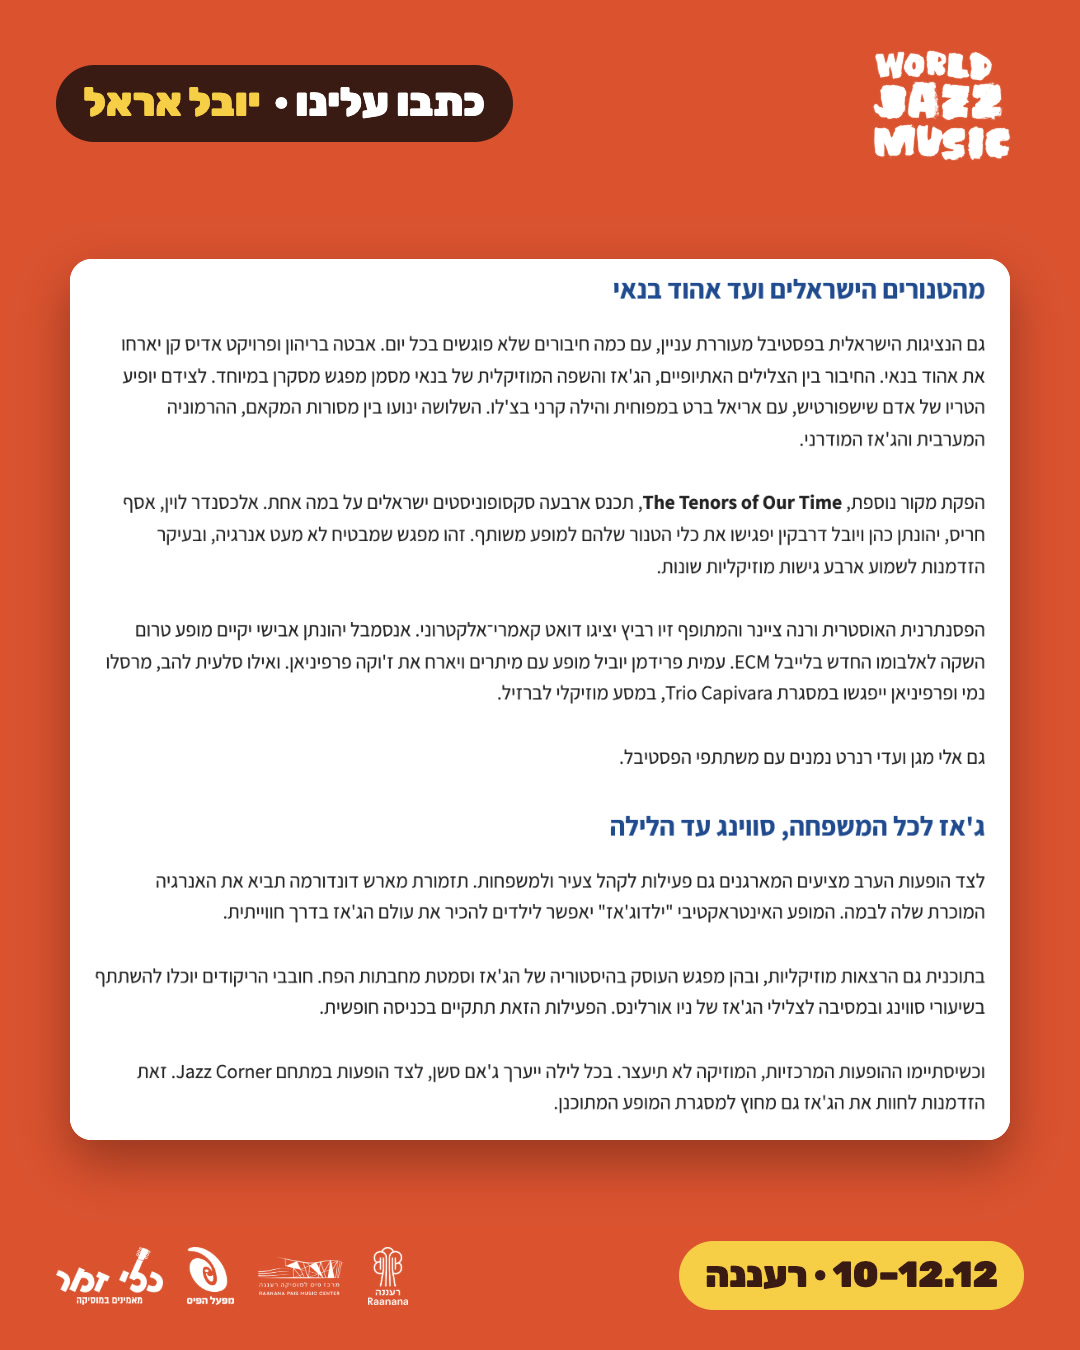 WORLD
JAZZ
MUSIC
כתבו עלינו • יובל אראל
מהטנורים הישראלים ועד אהוד בנאי
גם הנציגות הישראלית בפסטיבל מעוררת עניין, עם כמה חיבורים שלא פוגשים בכל יום. אבטה בריהון ופרויקט אדיס קן יארחו
את אהוד בנאי. החיבור בין הצלילים האתיופיים, הג'אז והשפה המוזיקלית של בנאי מסמן מפגש מסקרן במיוחד. לצידם יופיע
הטריו של אדם שישפורטיש, עם אריאל ברט במפוחית והילה קרני בצ'לו. השלושה ינועו בין מסורות המקאם, ההרמוניה
המערבית והג'אז המודרני.
הפקת מקור נוספת, The Tenors of Our Time, תכנס ארבעה סקסופוניסטים ישראלים על במה אחת. אלכסנדר לוין, אסף
חריס, יהונתן כהן ויובל דרבקין יפגישו את כלי הטנור שלהם למופע משותף. זהו מפגש שמבטיח לא מעט אנרגיה, ובעיקר
הזדמנות לשמוע ארבע גישות מוזיקליות שונות.
הפסנתרנית האוסטרית ורנה ציינר והמתופף זיו רביץ יציגו דואט קאמרי־אלקטרוני. אנסמבל יהונתן אבישי יקיים מופע טרום
השקה לאלבומו החדש בלייבל ECM. עמית פרידמן יוביל מופע עם מיתרים ויארח את ז'וקה פרפיניאן. ואילו סלעית להב, מרסלו
נמי ופרפיניאן ייפגשו במסגרת Trio Capivara, במסע מוזיקלי לברזיל.
גם אלי מגן ועדי רנרט נמנים עם משתתפי הפסטיבל.
ג'אז לכל המשפחה, סווינג עד הלילה
לצד הופעות הערב מציעים המארגנים גם פעילות לקהל צעיר ולמשפחות. תזמורת מארש דונדורמה תביא את האנרגיה
המוכרת שלה לבמה. המופע האינטראקטיבי "ילדוג'אז" יאפשר לילדים להכיר את עולם הג'אז בדרך חווייתית.
בתוכנית גם הרצאות מוזיקליות, ובהן מפגש העוסק בהיסטוריה של הג'אז וסמטת מחבתות הפח. חובבי הריקודים יוכלו להשתתף
בשיעורי סווינג ובמסיבה לצלילי הג'אז של ניו אורלינס. הפעילות הזאת תתקיים בכניסה חופשית.
וכשיסתיימו ההופעות המרכזיות, המוזיקה לא תיעצר. בכל לילה ייערך ג'אם סשן, לצד הופעות במתחם Jazz Corner. זאת
הזדמנות לחוות את הג'אז גם מחוץ למסגרת המופע המתוכנן.
10-12.12 • רעננה
רעננה
Raanana
מרכז פיס למוסיקה רעננה
RAANANA PAIS MUSIC CENTER
מפעל הפיס
כלי זמר
מאמינים במוסיקה